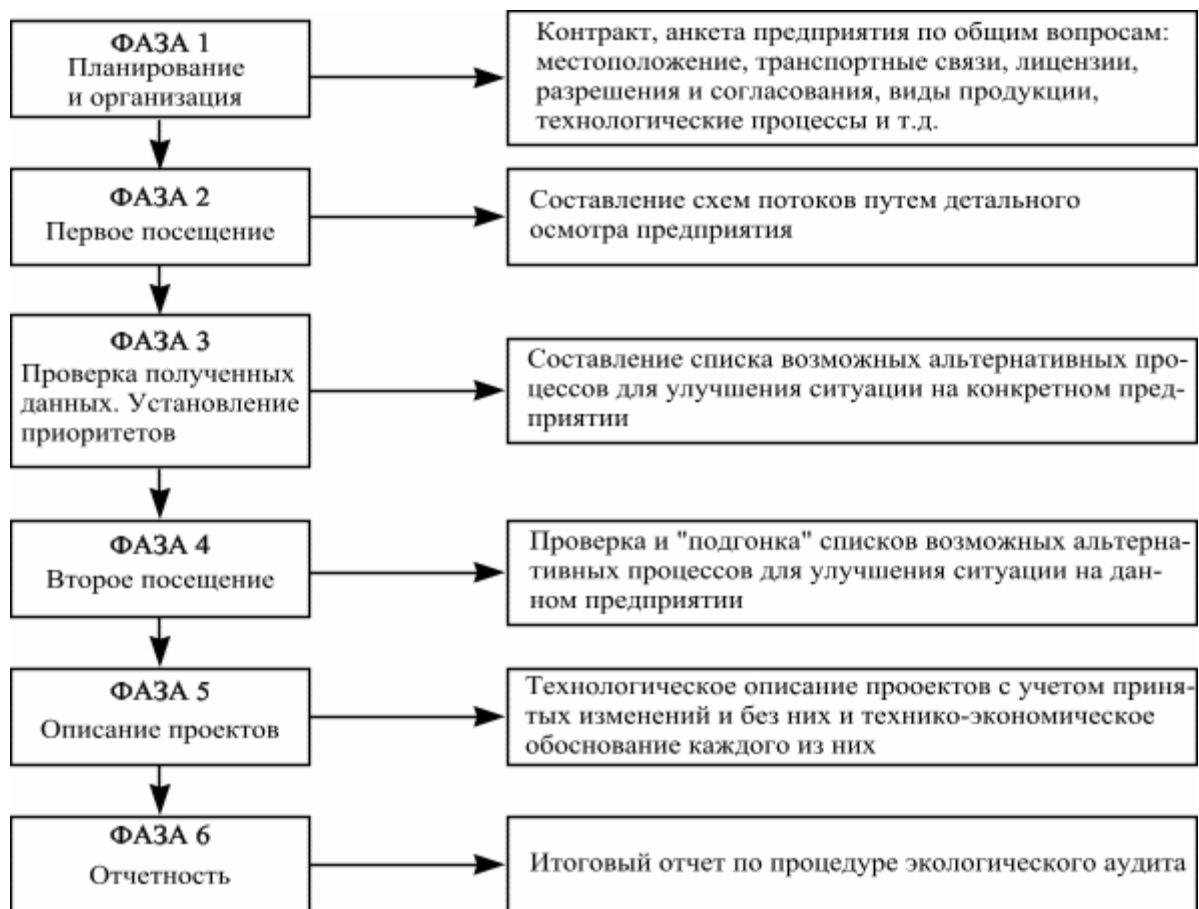 ФАЗА 1
Планирование
и организация
Контракт, анкета предприятия по общим вопросам:
местоположение, транспортные связи, лицензии,
разрешения и согласования, виды продукции,
технологические процессы и т.д.
ФАЗА 2
Первое посещение
Составление схем потоков путем детального
осмотра предприятия
ФАЗА 3
Проверка полученных
данных. Установление
приоритетов
Составление списка возможных альтернативных про-
цессов для улучшения ситуации на конкретном пред-
приятии
ФАЗА 4
Второе посещение
Проверка и "подгонка" списков возможных альтерна-
тивных процессов для улучшения ситуации на дан-
ном предприятии
ФАЗА 5
Описание проектов
Технологическое описание прооектов с учетом приня-
тых изменений и без них и технико-экономическое
обоснование каждого из них
ФАЗА 6
Отчетность
Итоговый отчет по процедуре экологического аудита